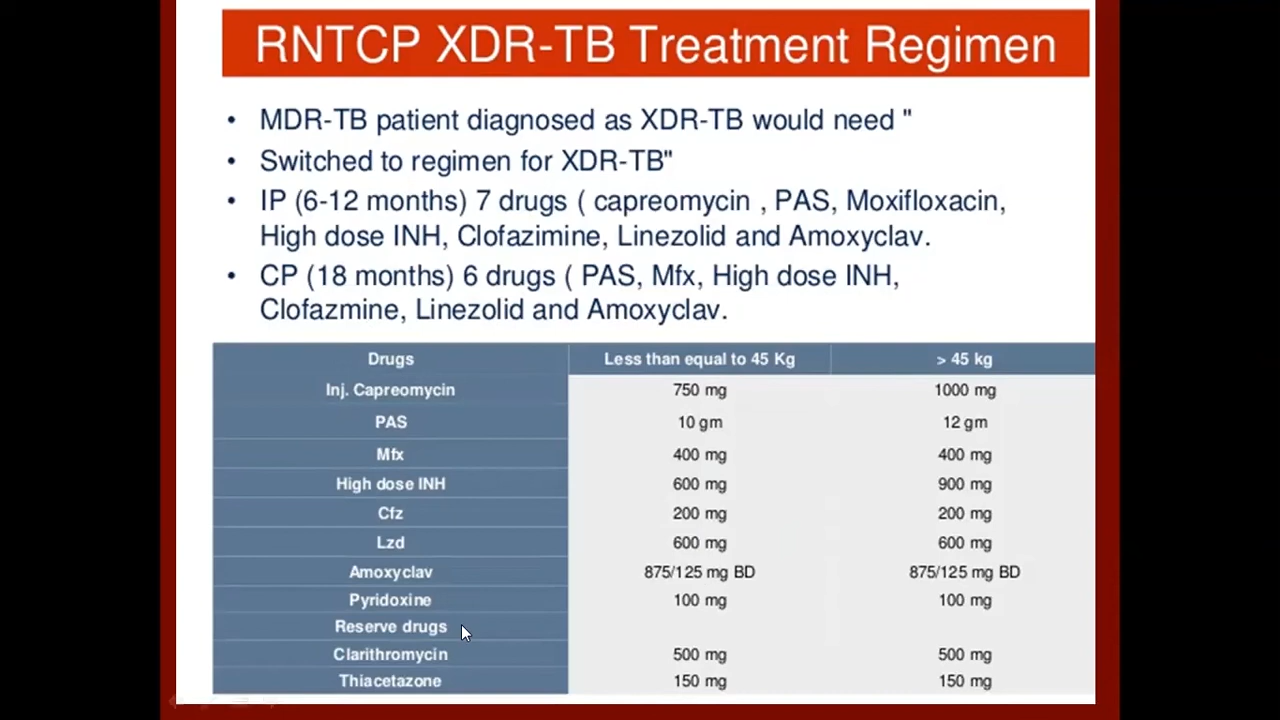 RNTCP XDR-TB Treatment Regimen
• MDR-TB patient diagnosed as XDR-TB would need "
• Switched to regimen for XDR-TB"
• IP (6-12 months) 7 drugs ( capreomycin , PAS, Moxifloxacin,
High dose INH, Clofazimine, Linezolid and Amoxyclav.
• CP (18 months) 6 drugs ( PAS, Mfx, High dose INH,
Clofazmine, Linezolid and Amoxyclav.
Drugs Less than equal to 45 Kg > 45 kg
Inj. Capreomycin 750 mg 1000 mg
PAS 10 gm 12 gm
Mfx 400 mg 400 mg
High dose INH 600 mg 900 mg
Cfz 200 mg 200 mg
Lzd 600 mg 600 mg
Amoxyclav 875/125 mg BD 875/125 mg BD
Pyridoxine 100 mg 100 mg
Reserve drugs
Clarithromycin 500 mg 500 mg
Thiacetazone 150 mg 150 mg